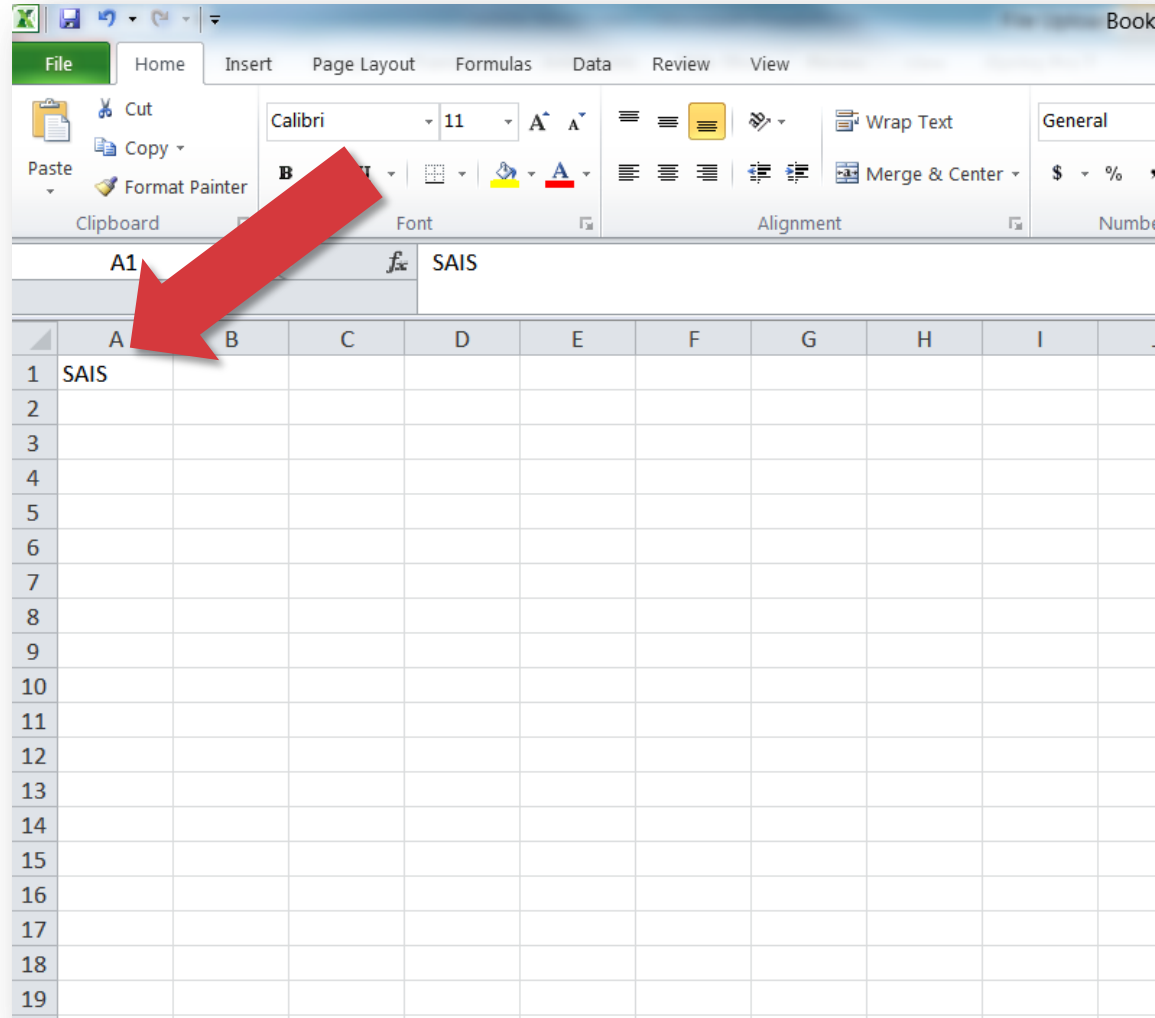 Book
File Home Insert Page Layout Formulas Data Review View
Cut
Calibri 11 A A Wrap Text General
Copy
Paste
B U A Merge & Center $ %
Format Painter
Clipboard Font Alignment Numbe
A1 fx SAIS
A B C D E F G H I
1 SAIS
2
3
4
5
6
7
8
9
10
11
12
13
14
15
16
17
18
19